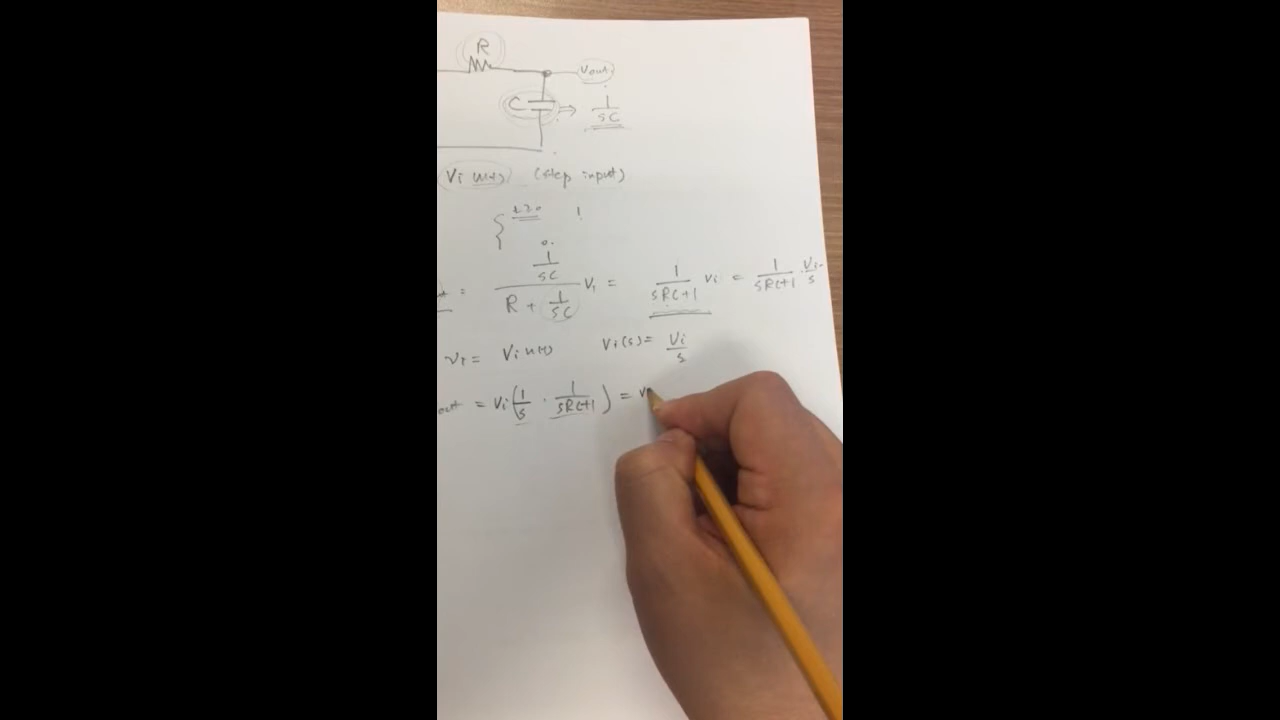 R
Vout
C ⇒ 1/SC
Vi u(t) (step input)
{ t≥0 1
0.
= (1/SC)/(R + 1/SC) Vi = 1/(SRC+1) Vi = 1/(SRC+1) · Vi/s
Vi = Vi u(t) Vi(s) = Vi/s
out = Vi(1/s · 1/(SRC+1)) = V